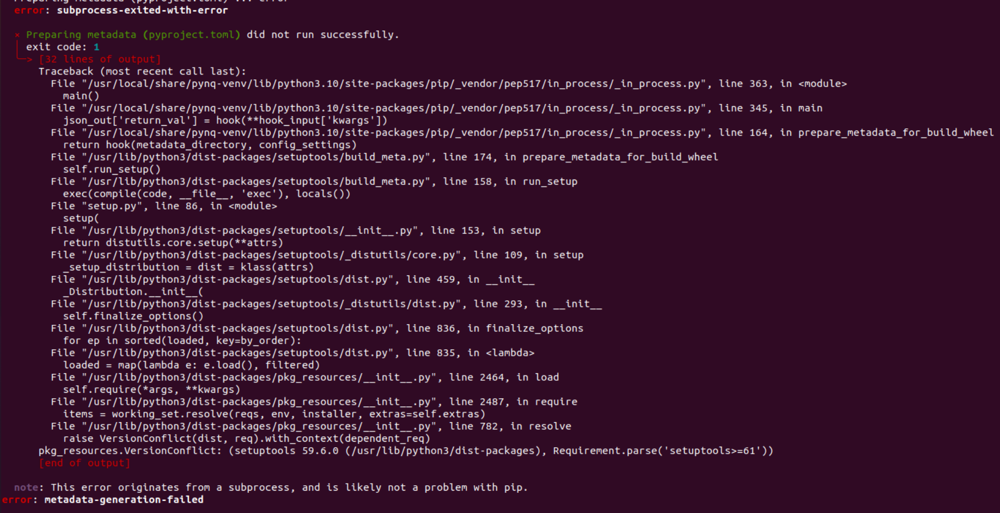 Preparing metadata (pyproject.toml) ... error
error: subprocess-exited-with-error
× Preparing metadata (pyproject.toml) did not run successfully.
│ exit code: 1
╰─> [32 lines of output]
Traceback (most recent call last):
File "/usr/local/share/pynq-venv/lib/python3.10/site-packages/pip/_vendor/pep517/in_process/_in_process.py", line 363, in <module>
main()
File "/usr/local/share/pynq-venv/lib/python3.10/site-packages/pip/_vendor/pep517/in_process/_in_process.py", line 345, in main
json_out['return_val'] = hook(**hook_input['kwargs'])
File "/usr/local/share/pynq-venv/lib/python3.10/site-packages/pip/_vendor/pep517/in_process/_in_process.py", line 164, in prepare_metadata_for_build_wheel
return hook(metadata_directory, config_settings)
File "/usr/lib/python3/dist-packages/setuptools/build_meta.py", line 174, in prepare_metadata_for_build_wheel
self.run_setup()
File "/usr/lib/python3/dist-packages/setuptools/build_meta.py", line 158, in run_setup
exec(compile(code, __file__, 'exec'), locals())
File "setup.py", line 86, in <module>
setup(
File "/usr/lib/python3/dist-packages/setuptools/__init__.py", line 153, in setup
return distutils.core.setup(**attrs)
File "/usr/lib/python3/dist-packages/setuptools/_distutils/core.py", line 109, in setup
_setup_distribution = dist = klass(attrs)
File "/usr/lib/python3/dist-packages/setuptools/dist.py", line 459, in __init__
_Distribution.__init__(
File "/usr/lib/python3/dist-packages/setuptools/_distutils/dist.py", line 293, in __init__
self.finalize_options()
File "/usr/lib/python3/dist-packages/setuptools/dist.py", line 836, in finalize_options
for ep in sorted(loaded, key=by_order):
File "/usr/lib/python3/dist-packages/setuptools/dist.py", line 835, in <lambda>
loaded = map(lambda e: e.load(), filtered)
File "/usr/lib/python3/dist-packages/pkg_resources/__init__.py", line 2464, in load
self.require(*args, **kwargs)
File "/usr/lib/python3/dist-packages/pkg_resources/__init__.py", line 2487, in require
items = working_set.resolve(reqs, env, installer, extras=self.extras)
File "/usr/lib/python3/dist-packages/pkg_resources/__init__.py", line 782, in resolve
raise VersionConflict(dist, req).with_context(dependent_req)
pkg_resources.VersionConflict: (setuptools 59.6.0 (/usr/lib/python3/dist-packages), Requirement.parse('setuptools>=61'))
[end of output]
note: This error originates from a subprocess, and is likely not a problem with pip.
error: metadata-generation-failed